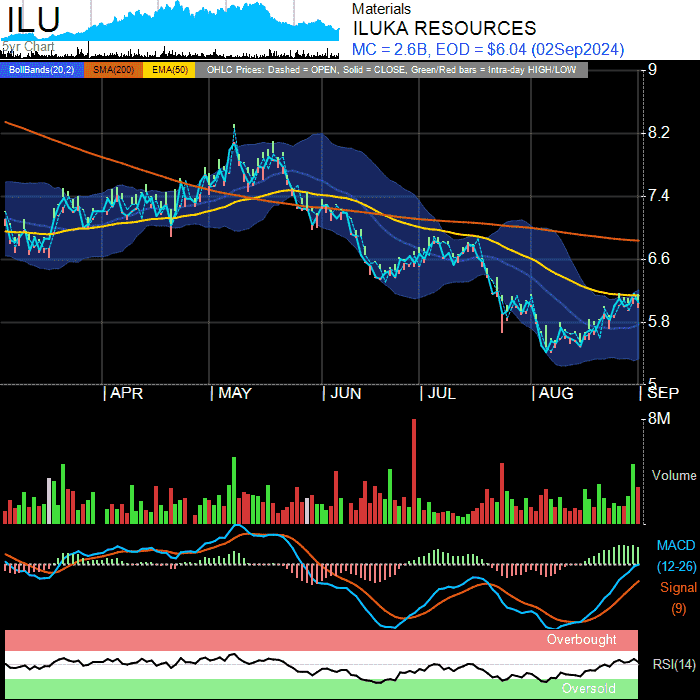 ILU
5yr Chart
Materials
ILUKA RESOURCES
MC = 2.6B, EOD = $6.04 (02Sep2024)
BollBands(20,2) SMA(200) EMA(50) OHLC Prices: Dashed = OPEN, Solid = CLOSE, Green/Red bars = Intra-day HIGH/LOW
9
8.2
7.4
6.6
5.8
5
APR MAY JUN JUL AUG SEP
8M
Volume
MACD
(12-26)
Signal
(9)
Overbought
RSI(14)
Oversold